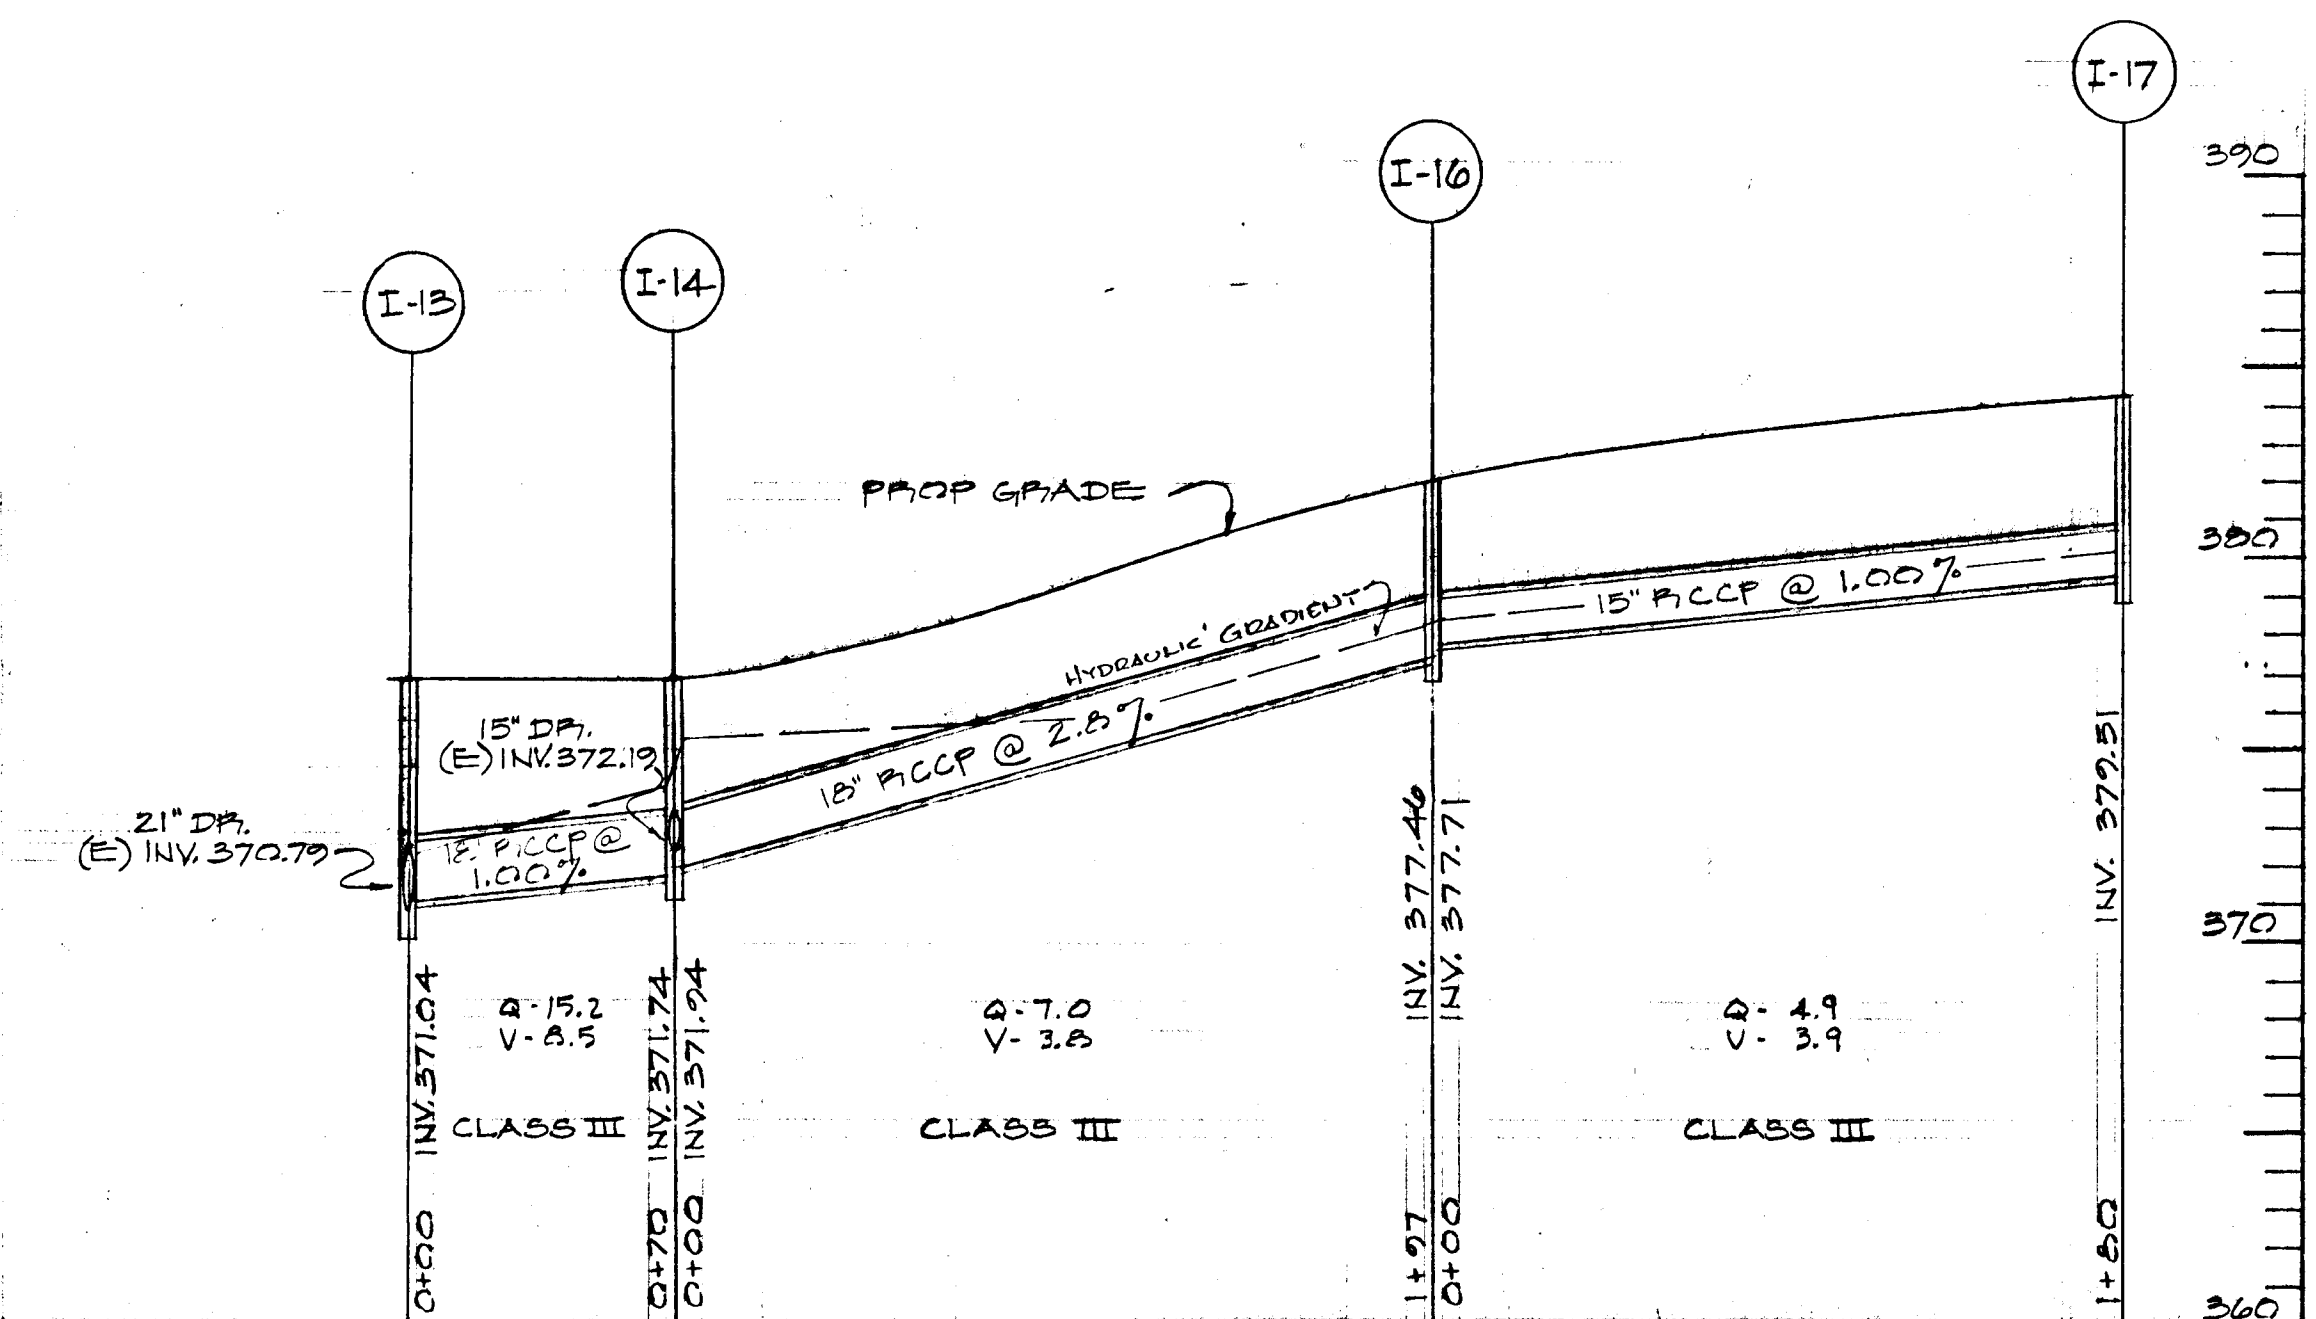 I-17
390
I-16
I-14
I-13
PROP GRADE
380
HYDRAULIC GRADIENT
15" RCCP @ 1.00%
15" DR.
(E) INV. 372.19
18" RCCP @ 2.8%
21" DR.
(E) INV. 370.79
18" RCCP @
1.00%
370
INV. 371.04
INV. 371.74
INV. 371.94
INV. 377.46
INV. 377.71
INV. 379.51
Q - 15.2
V - 8.5
Q - 7.0
V - 3.8
Q - 4.9
V - 3.9
CLASS III
CLASS III
CLASS III
0+00
0+70
0+00
1+97
0+00
1+80
360